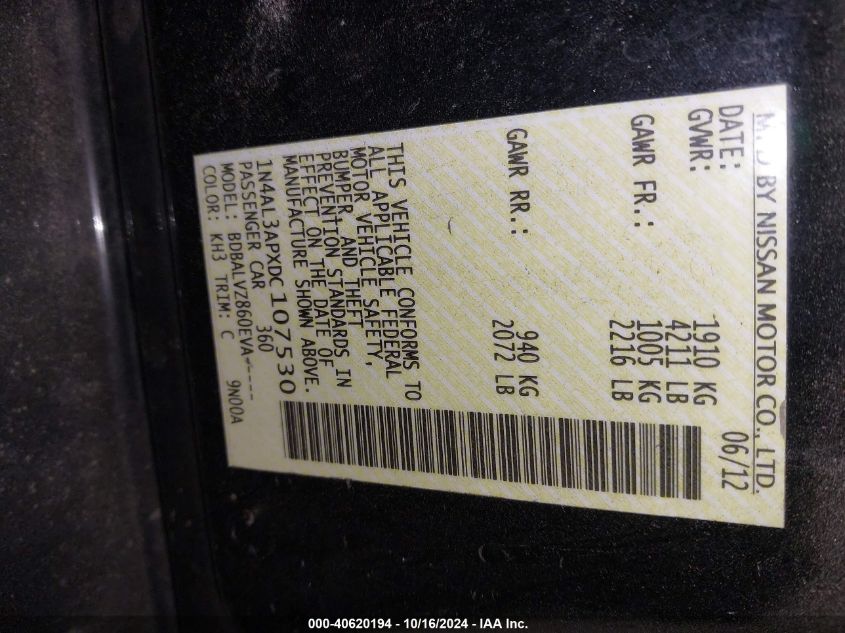 MFD BY NISSAN MOTOR CO., LTD.
DATE: 06/12
GVWR: 1910 KG
4211 LB
GAWR FR.: 1005 KG
2216 LB
GAWR RR.: 940 KG
2072 LB
THIS VEHICLE CONFORMS TO
ALL APPLICABLE FEDERAL
MOTOR VEHICLE SAFETY,
BUMPER, AND THEFT
PREVENTION STANDARDS IN
EFFECT ON THE DATE OF
MANUFACTURE SHOWN ABOVE.
1N4AL3APXDC107530
PASSENGER CAR 360
MODEL: BDBALVZ860EVA----- 9N00A
COLOR: KH3 TRIM: C
000-40620194 - 10/16/2024 - IAA Inc.